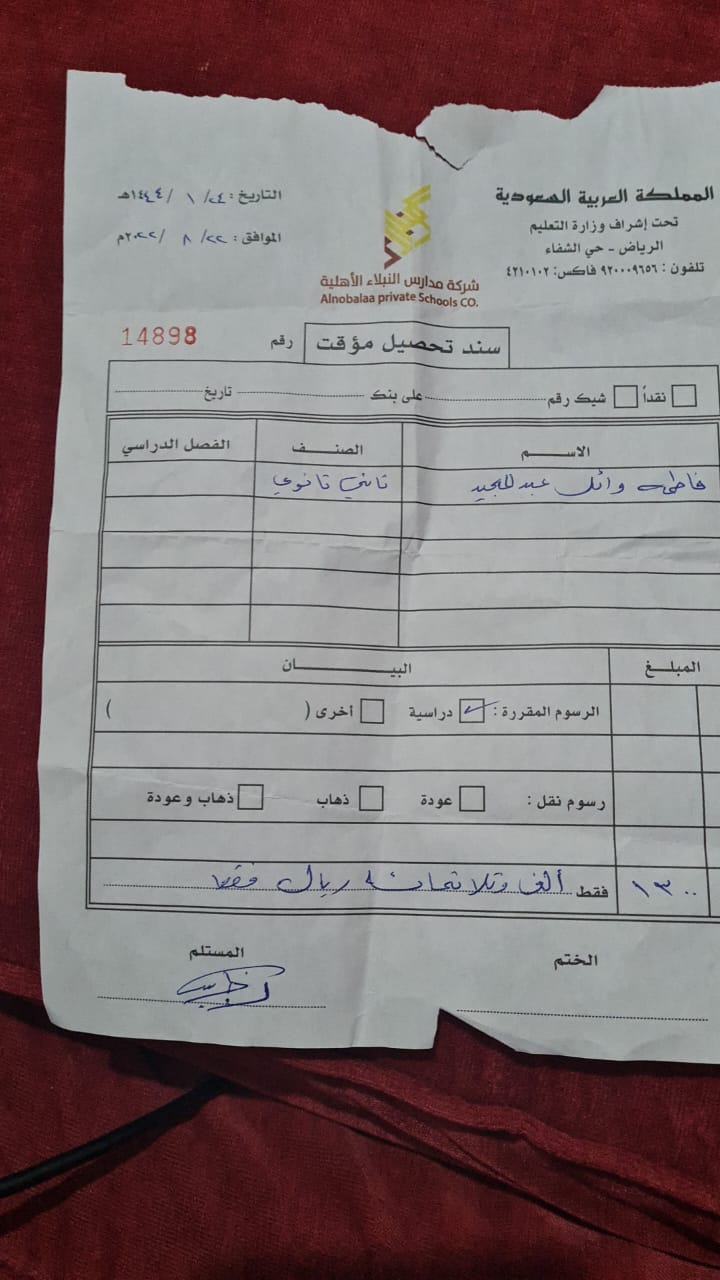 المملكة العربية السعودية
تحت إشراف وزارة التعليم
الرياض - حي الشفاء
تلفون : ٩٢٠٠٠٩٦٥٦ فاكس: ٤٢١٠١٠٢
شركة مدارس النبلاء الأهلية
Alnobalaa private Schools CO.
التاريخ : ٢٤ / ١ / ١٤٤٤هـ
الموافق : ٢٢ / ٨ / ٢٠٢٢م
سند تحصيل مؤقت رقم 14898
نقداً شيك رقم على بنك تاريخ
الاسم الصنف الفصل الدراسي
فاطمه وائل عبدالمجيد ثاني ثانوي
المبلغ البيان
الرسوم المقررة : ✓ دراسية أخرى ( )
رسوم نقل : عودة ذهاب ذهاب وعودة
١٣٠٠ فقط ألف وثلاثمائه ريال فقط
الختم المستلم